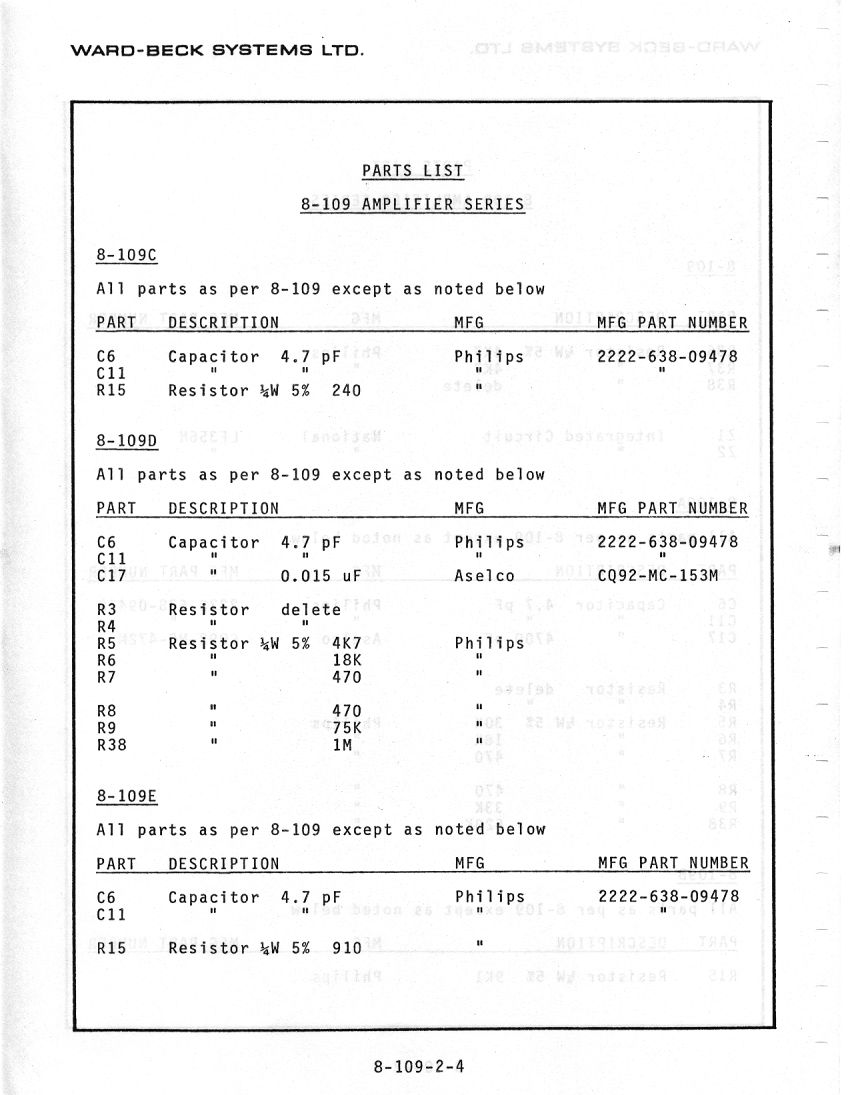 WARD-BECK SYSTEMS LTD.
PARTS LIST
8-109 AMPLIFIER SERIES
8-109C
All parts as per 8-109 except as noted below
PART DESCRIPTION MFG MFG PART NUMBER
C6 Capacitor 4.7 pF Philips 2222-638-09478
C11 " " " "
R15 Resistor ¼W 5% 240 "
8-109D
All parts as per 8-109 except as noted below
PART DESCRIPTION MFG MFG PART NUMBER
C6 Capacitor 4.7 pF Philips 2222-638-09478
C11 " " " "
C17 " 0.015 uF Aselco CQ92-MC-153M
R3 Resistor delete
R4 " "
R5 Resistor ¼W 5% 4K7 Philips
R6 " 18K "
R7 " 470 "
R8 " 470 "
R9 " 75K "
R38 " 1M "
8-109E
All parts as per 8-109 except as noted below
PART DESCRIPTION MFG MFG PART NUMBER
C6 Capacitor 4.7 pF Philips 2222-638-09478
C11 " " " "
R15 Resistor ¼W 5% 910 "
8-109-2-4